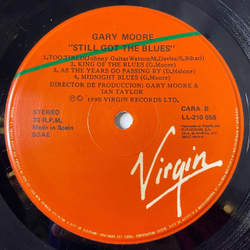 GARY MOORE
"STILL GOT THE BLUES"
1.TOO TIRED(Johnny Guitar Watson/M.Davies/S.Bihari)
2. KING OF THE BLUES (G.Moore)
3. AS THE YEARS GO PASSING BY (D.Malone)
4. MIDNIGHT BLUES (G.Moore)
DIRECTOR DE PRODUCCION: GARY MOORE &
IAN TAYLOR
© 1990 VIRGIN RECORDS LTD.
STEREO
33 R.P.M.
Made in Spain
SGAE
CARA B
LL-210 558
Virgin